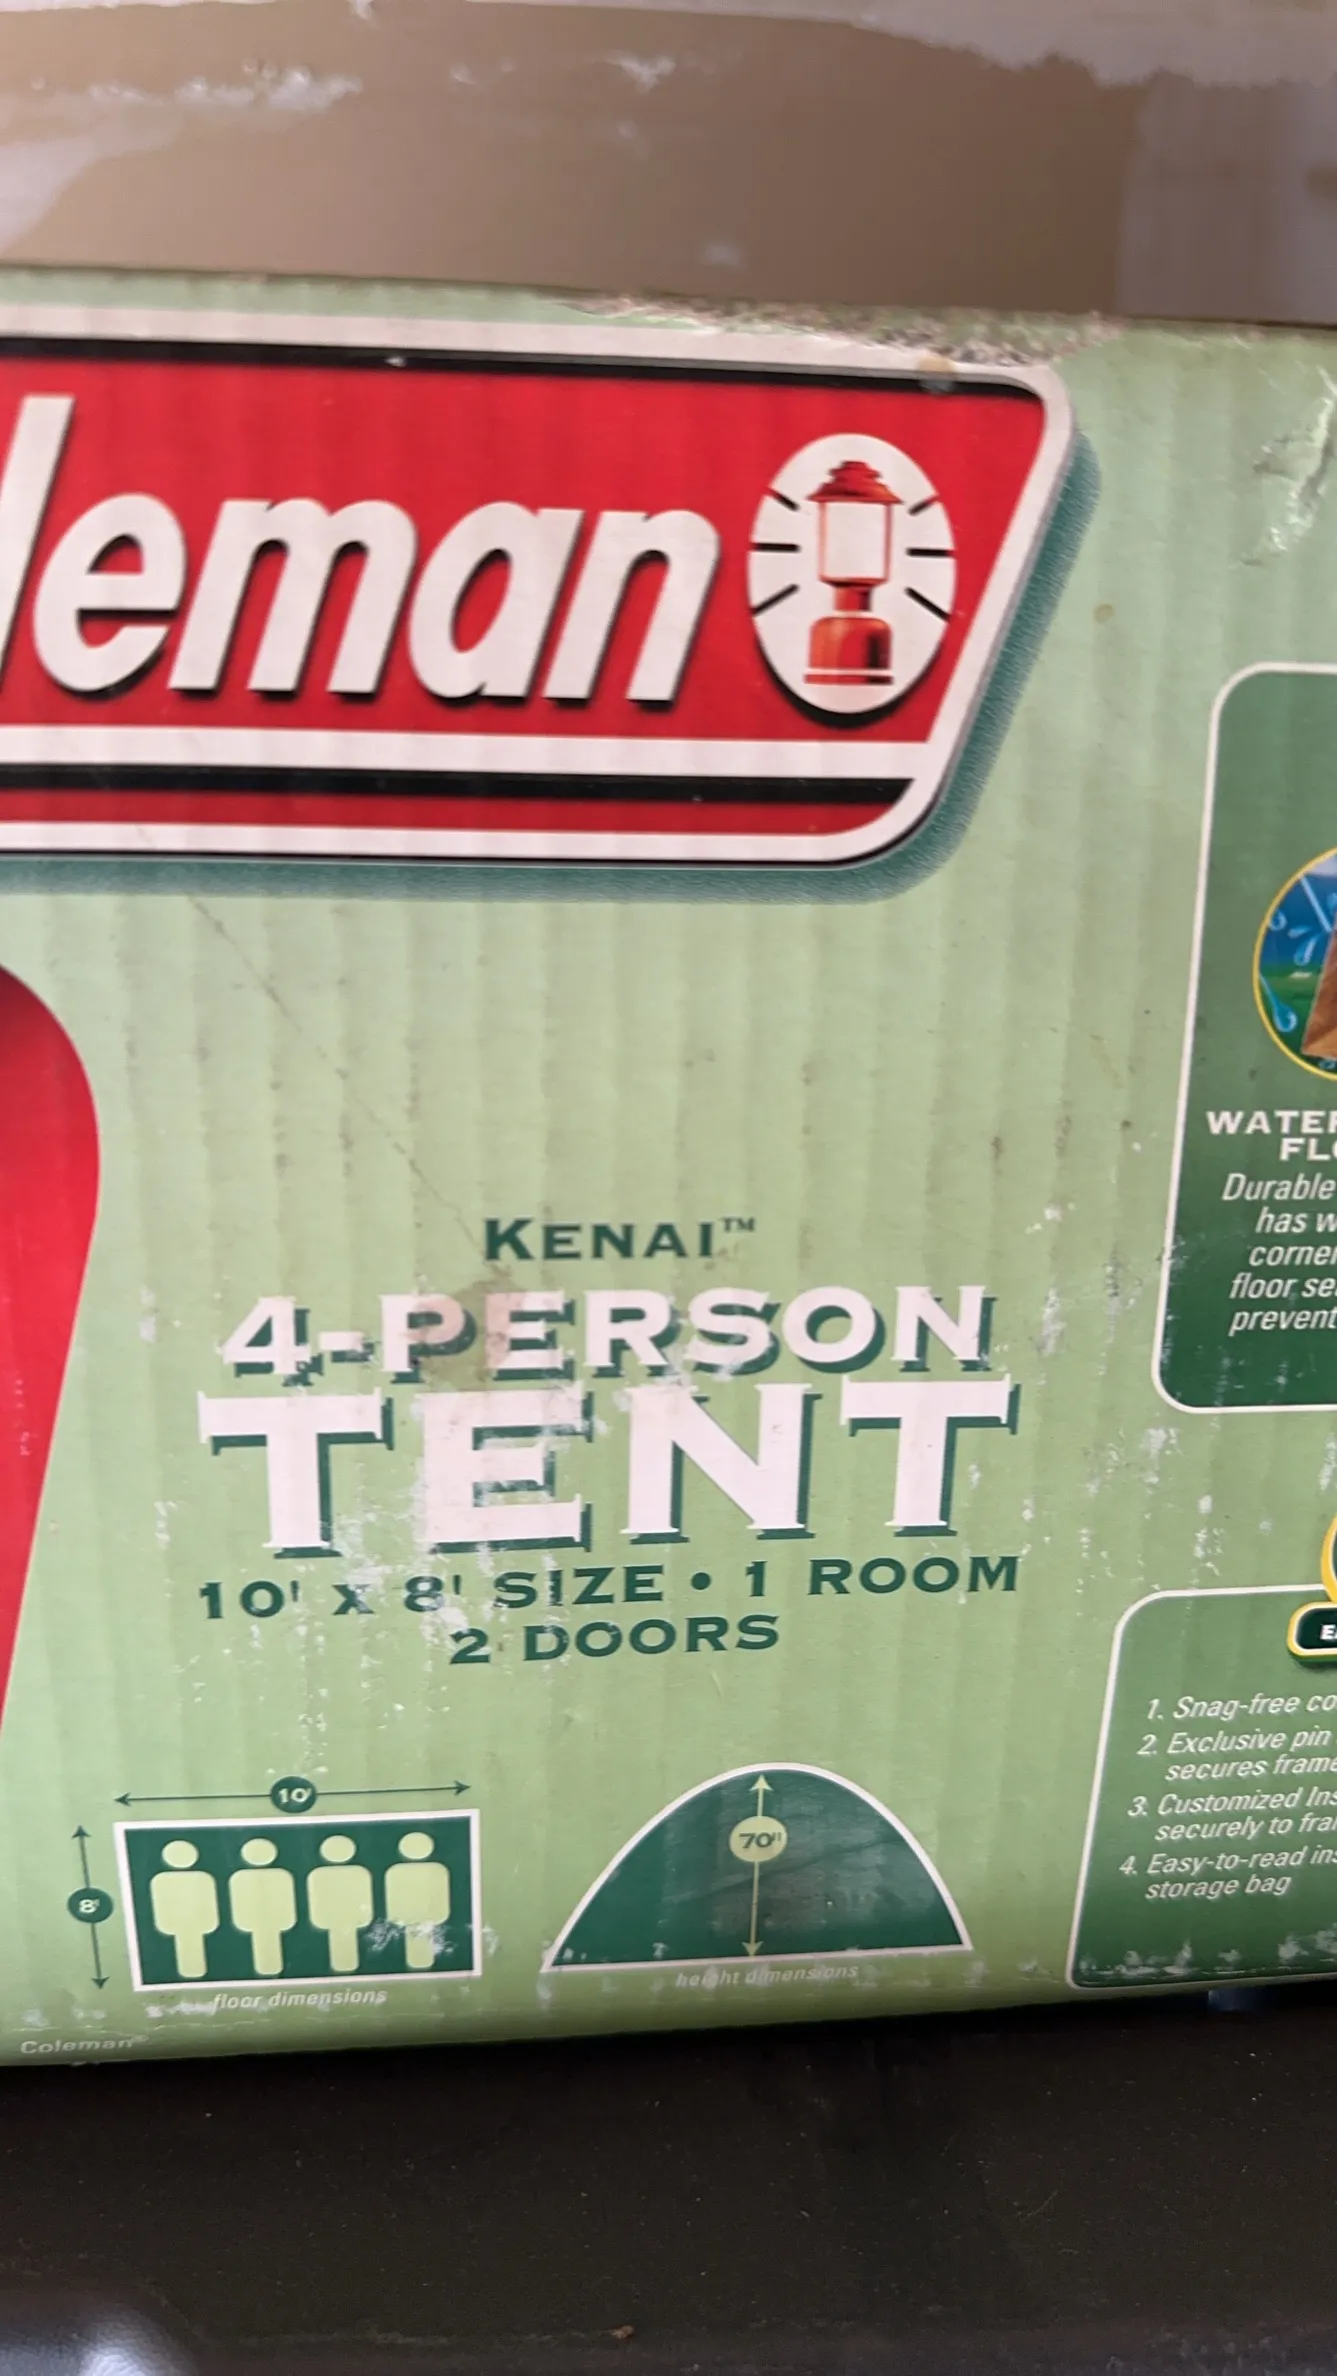 leman
KENAI™
4-PERSON
TENT
10' X 8' SIZE • 1 ROOM
2 DOORS
10'
8'
floor dimensions
70"
height dimensions
Coleman®
Durable
has
floor
prevent
1. Snag-free
2. Exclusive pin
secures
3. Customized
securely to
4. Easy-to-read
storage bag